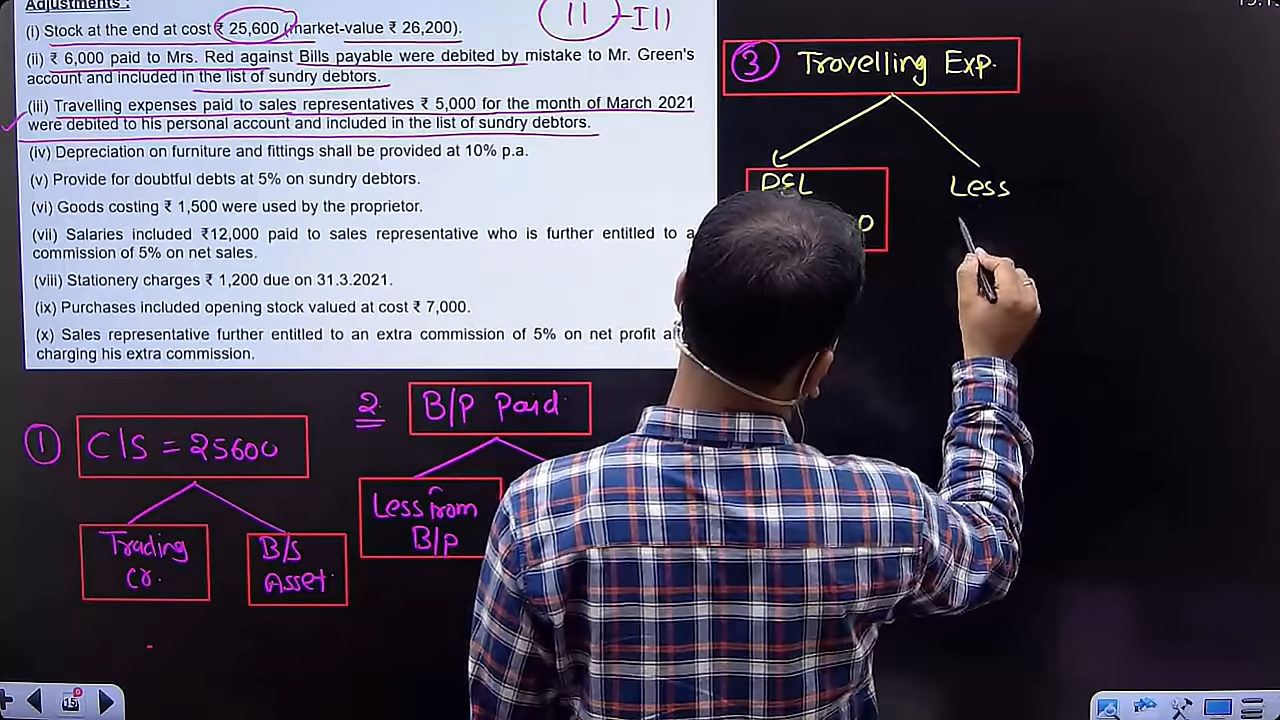 Adjustments :
(i) Stock at the end at cost ₹ 25,600 (market-value ₹ 26,200).
(ii) ₹ 6,000 paid to Mrs. Red against Bills payable were debited by mistake to Mr. Green's
account and included in the list of sundry debtors.
(iii) Travelling expenses paid to sales representatives ₹ 5,000 for the month of March 2021
were debited to his personal account and included in the list of sundry debtors.
(iv) Depreciation on furniture and fittings shall be provided at 10% p.a.
(v) Provide for doubtful debts at 5% on sundry debtors.
(vi) Goods costing ₹ 1,500 were used by the proprietor.
(vii) Salaries included ₹12,000 paid to sales representative who is further entitled to a
commission of 5% on net sales.
(viii) Stationery charges ₹ 1,200 due on 31.3.2021.
(ix) Purchases included opening stock valued at cost ₹ 7,000.
(x) Sales representative further entitled to an extra commission of 5% on net profit
charging his extra commission.
11 - III
3 Trovelling Exp.
P&L
0
Less
1 C/S = 25600
Trading
Cr.
B/S
Asset
2. B/P Paid
Less from
B/P
15